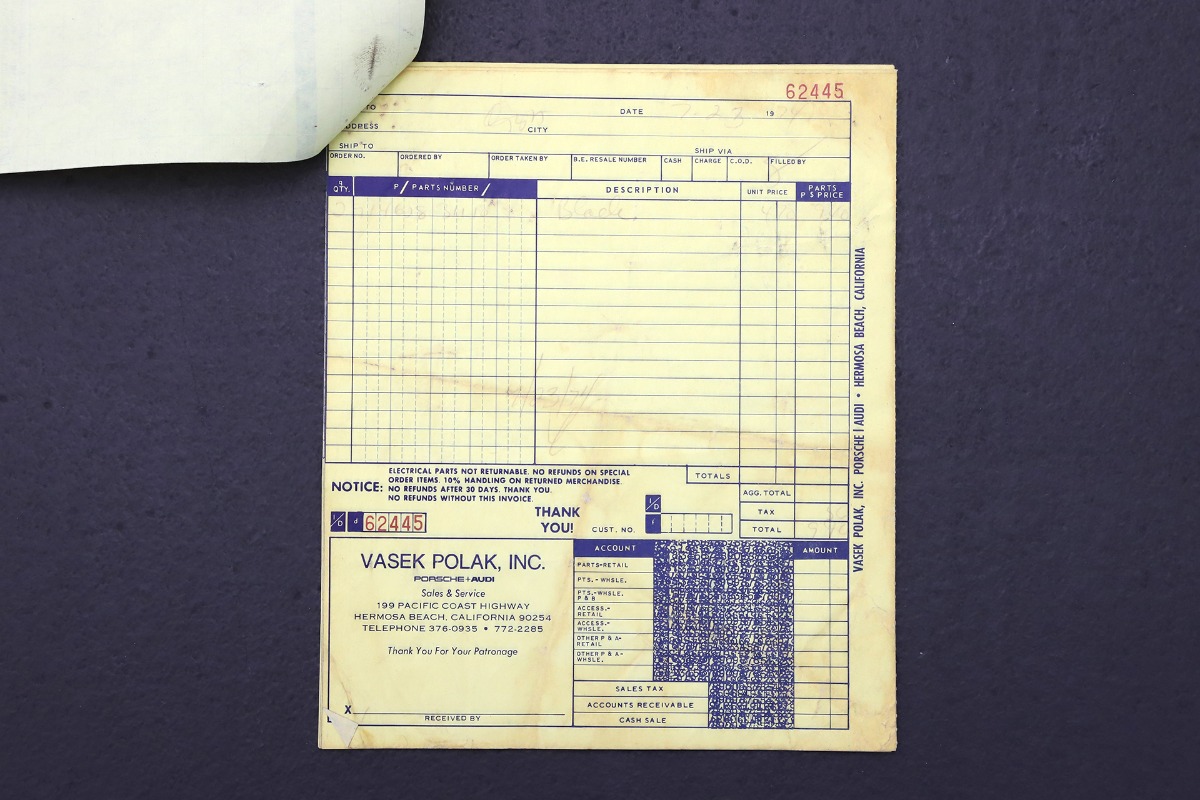 62445
TO
DATE
19
DDRESS
CITY
SHIP TO
SHIP VIA
ORDER NO. ORDERED BY ORDER TAKEN BY B.E. RESALE NUMBER CASH CHARGE C.O.D. FILLED BY
9 QTY. P / PARTS NUMBER / DESCRIPTION UNIT PRICE PARTS P $ PRICE
Blade
VASEK POLAK, INC. PORSCHE | AUDI • HERMOSA BEACH, CALIFORNIA
NOTICE: ELECTRICAL PARTS NOT RETURNABLE. NO REFUNDS ON SPECIAL
ORDER ITEMS. 10% HANDLING ON RETURNED MERCHANDISE.
NO REFUNDS AFTER 30 DAYS. THANK YOU.
NO REFUNDS WITHOUT THIS INVOICE.
TOTALS
AGG. TOTAL
TAX
TOTAL
I/D d 62445
THANK
YOU!
CUST. NO.
I/D f
VASEK POLAK, INC.
PORSCHE+AUDI
Sales & Service
199 PACIFIC COAST HIGHWAY
HERMOSA BEACH, CALIFORNIA 90254
TELEPHONE 376-0935 • 772-2285
Thank You For Your Patronage
X
RECEIVED BY
ACCOUNT AMOUNT
PARTS-RETAIL
PTS.-WHSLE.
PTS.-WHSLE.
P & B
ACCESS.-
RETAIL
ACCESS.-
WHSLE.
OTHER P & A-
RETAIL
OTHER P & A-
WHSLE.
SALES TAX
ACCOUNTS RECEIVABLE
CASH SALE